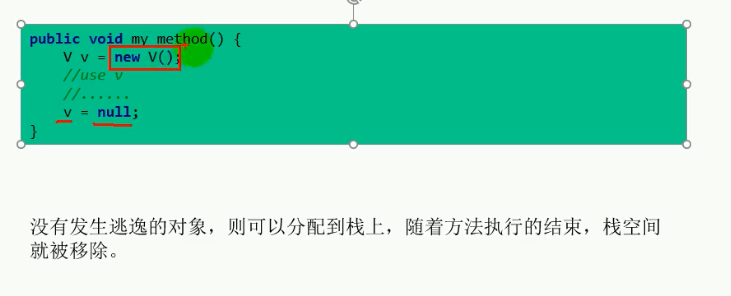 public void my_method() {
V v = new V();
//use v
//......
v = null;
}
没有发生逃逸的对象，则可以分配到栈上，随着方法执行的结束，栈空间
就被移除。